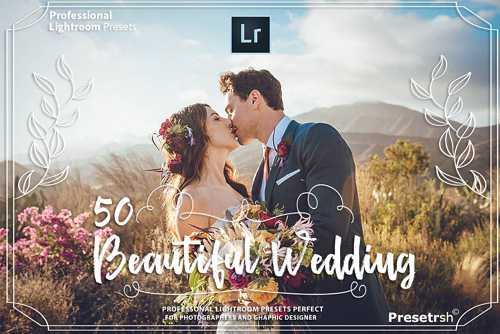 Professional
Lightroom Presets
Lr
50
Beautiful Wedding
PROFESSIONAL LIGHTROOM PRESETS PERFECT
FOR PHOTOGRAPHERS AND GRAPHIC DESIGNER
Presetrsh©